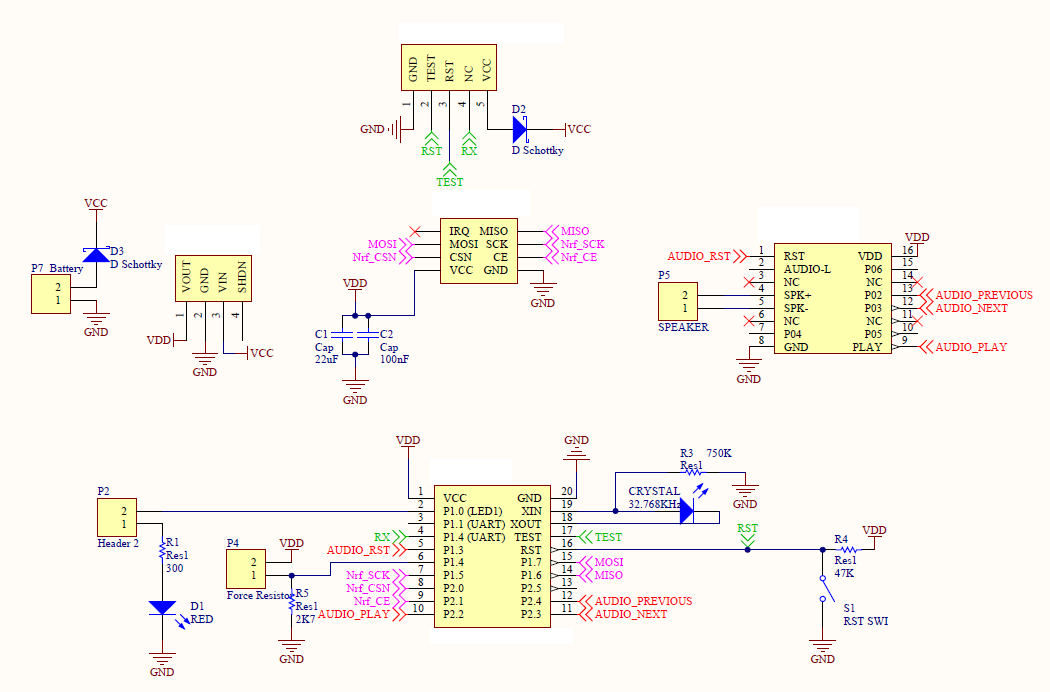 GND TEST RST NC VCC
1 2 3 4 5
GND
D2
VCC
D Schottky
RST RX
TEST
VCC
D3
D Schottky
P7 Battery
2
1
GND
VOUT GND VIN SHDN
1 2 3 4
VDD
VCC
GND
IRQ MISO
MOSI SCK
CSN CE
VCC GND
MOSI
Nrf_CSN
MISO
Nrf_SCK
Nrf_CE
GND
VDD
C1
Cap
22uF
C2
Cap
100nF
GND
P5
2
1
SPEAKER
AUDIO_RST
1 RST VDD 16
2 AUDIO-L P06 15
3 NC NC 14
4 SPK+ P02 13
5 SPK- P03 12
6 NC NC 11
7 P04 P05 10
8 GND PLAY 9
VDD
AUDIO_PREVIOUS
AUDIO_NEXT
AUDIO_PLAY
GND
P2
2
1
Header 2
R1
Res1
300
D1
RED
GND
P4
2
1
Force Resistor
VDD
R5
Res1
2K7
GND
VDD
GND
1 VCC GND 20
2 P1.0 (LED1) XIN 19
3 P1.1 (UART) XOUT 18
4 P1.4 (UART) TEST 17
5 P1.3 RST 16
6 P1.4 P1.7 15
7 P1.5 P1.6 14
8 P2.0 P2.5 13
9 P2.1 P2.4 12
10 P2.2 P2.3 11
RX
AUDIO_RST
Nrf_SCK
Nrf_CSN
Nrf_CE
AUDIO_PLAY
TEST
MOSI
MISO
AUDIO_PREVIOUS
AUDIO_NEXT
R3 750K
Res1
GND
CRYSTAL
32.768KHz
RST
VDD
R4
Res1
47K
S1
RST SWI
GND